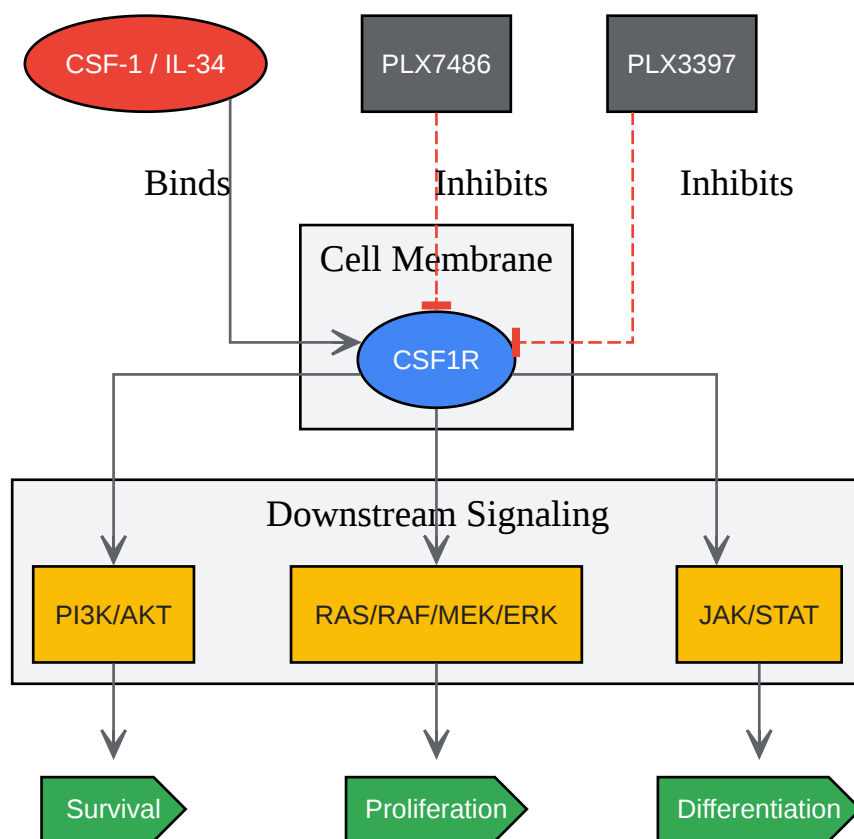 CSF-1 / IL-34
PLX7486
PLX3397
Binds
Inhibits
Inhibits
Cell Membrane
CSF1R
Downstream Signaling
PI3K/AKT
RAS/RAF/MEK/ERK
JAK/STAT
Survival
Proliferation
Differentiation